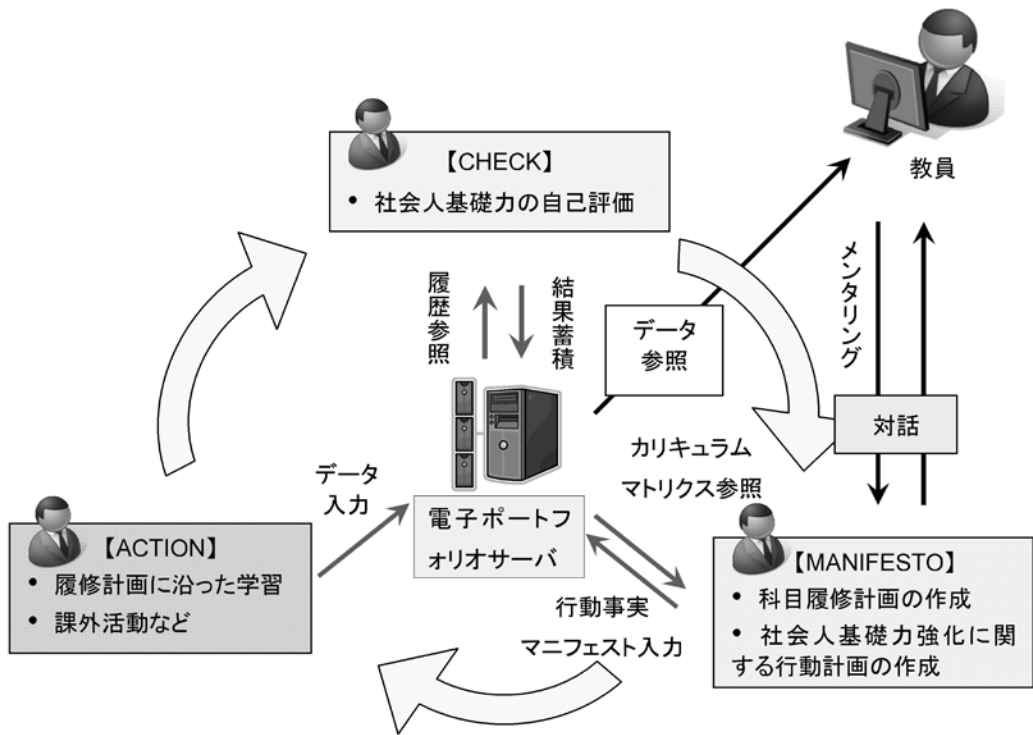 教員
【CHECK】
• 社会人基礎力の自己評価
メンタリング
履歴参照
結果蓄積
データ
参照
対話
カリキュラム
マトリクス参照
データ
入力
電子ポートフ
ォリオサーバ
【ACTION】
• 履修計画に沿った学習
• 課外活動など
【MANIFESTO】
• 科目履修計画の作成
• 社会人基礎力強化に関
する行動計画の作成
行動事実
マニフェスト入力